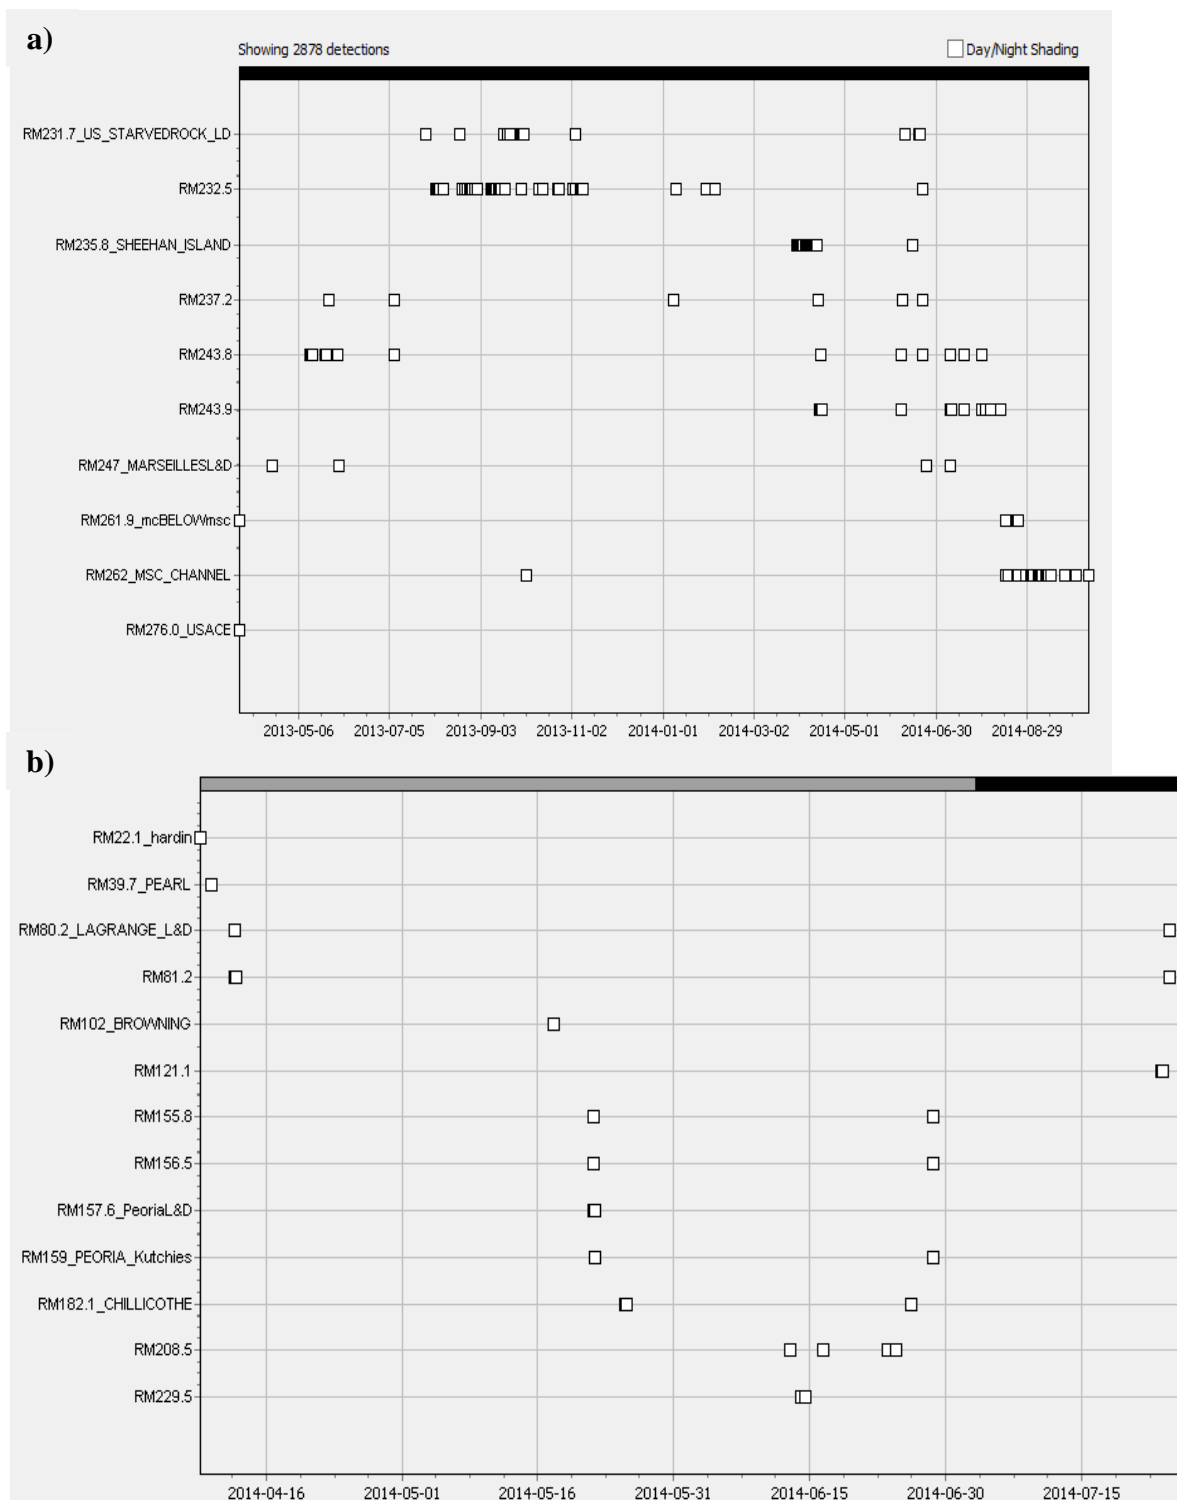 a)
Showing 2878 detections
Day/Night Shading
RM231.7_US_STARVEDROCK_LD
RM232.5
RM235.8_SHEEHAN_ISLAND
RM237.2
RM243.8
RM243.9
RM247_MARSEILLESL&D
RM261.9_mcBELOWmsc
RM262_MSC_CHANNEL
RM276.0_USACE
2013-05-06 2013-07-05 2013-09-03 2013-11-02 2014-01-01 2014-03-02 2014-05-01 2014-06-30 2014-08-29
b)
RM22.1_hardin
RM39.7_PEARL
RM80.2_LAGRANGE_L&D
RM81.2
RM102_BROWNING
RM121.1
RM155.8
RM156.5
RM157.6_PeoriaL&D
RM159_PEORIA_Kutchies
RM182.1_CHILLICOTHE
RM208.5
RM229.5
2014-04-16 2014-05-01 2014-05-16 2014-05-31 2014-06-15 2014-06-30 2014-07-15